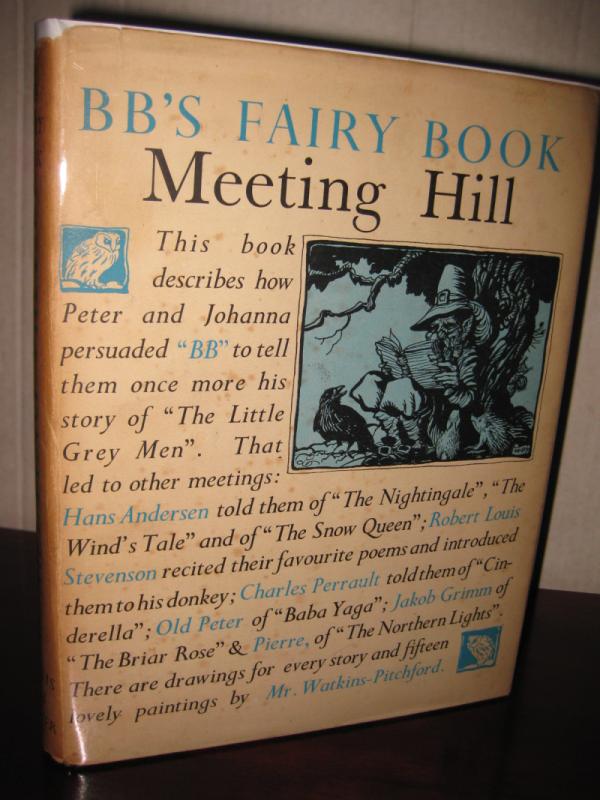 BB'S FAIRY BOOK
Meeting Hill
This book
describes how
Peter and Johanna
persuaded "BB" to tell
them once more his
story of "The Little
Grey Men". That
led to other meetings:
Hans Andersen told them of "The Nightingale", "The
Wind's Tale" and of "The Snow Queen"; Robert Louis
Stevenson recited their favourite poems and introduced
them to his donkey; Charles Perrault told them of "Cin-
derella"; Old Peter of "Baba Yaga"; Jakob Grimm of
"The Briar Rose" & Pierre, of "The Northern Lights".
There are drawings for every story and fifteen
lovely paintings by Mr. Watkins-Pitchford.